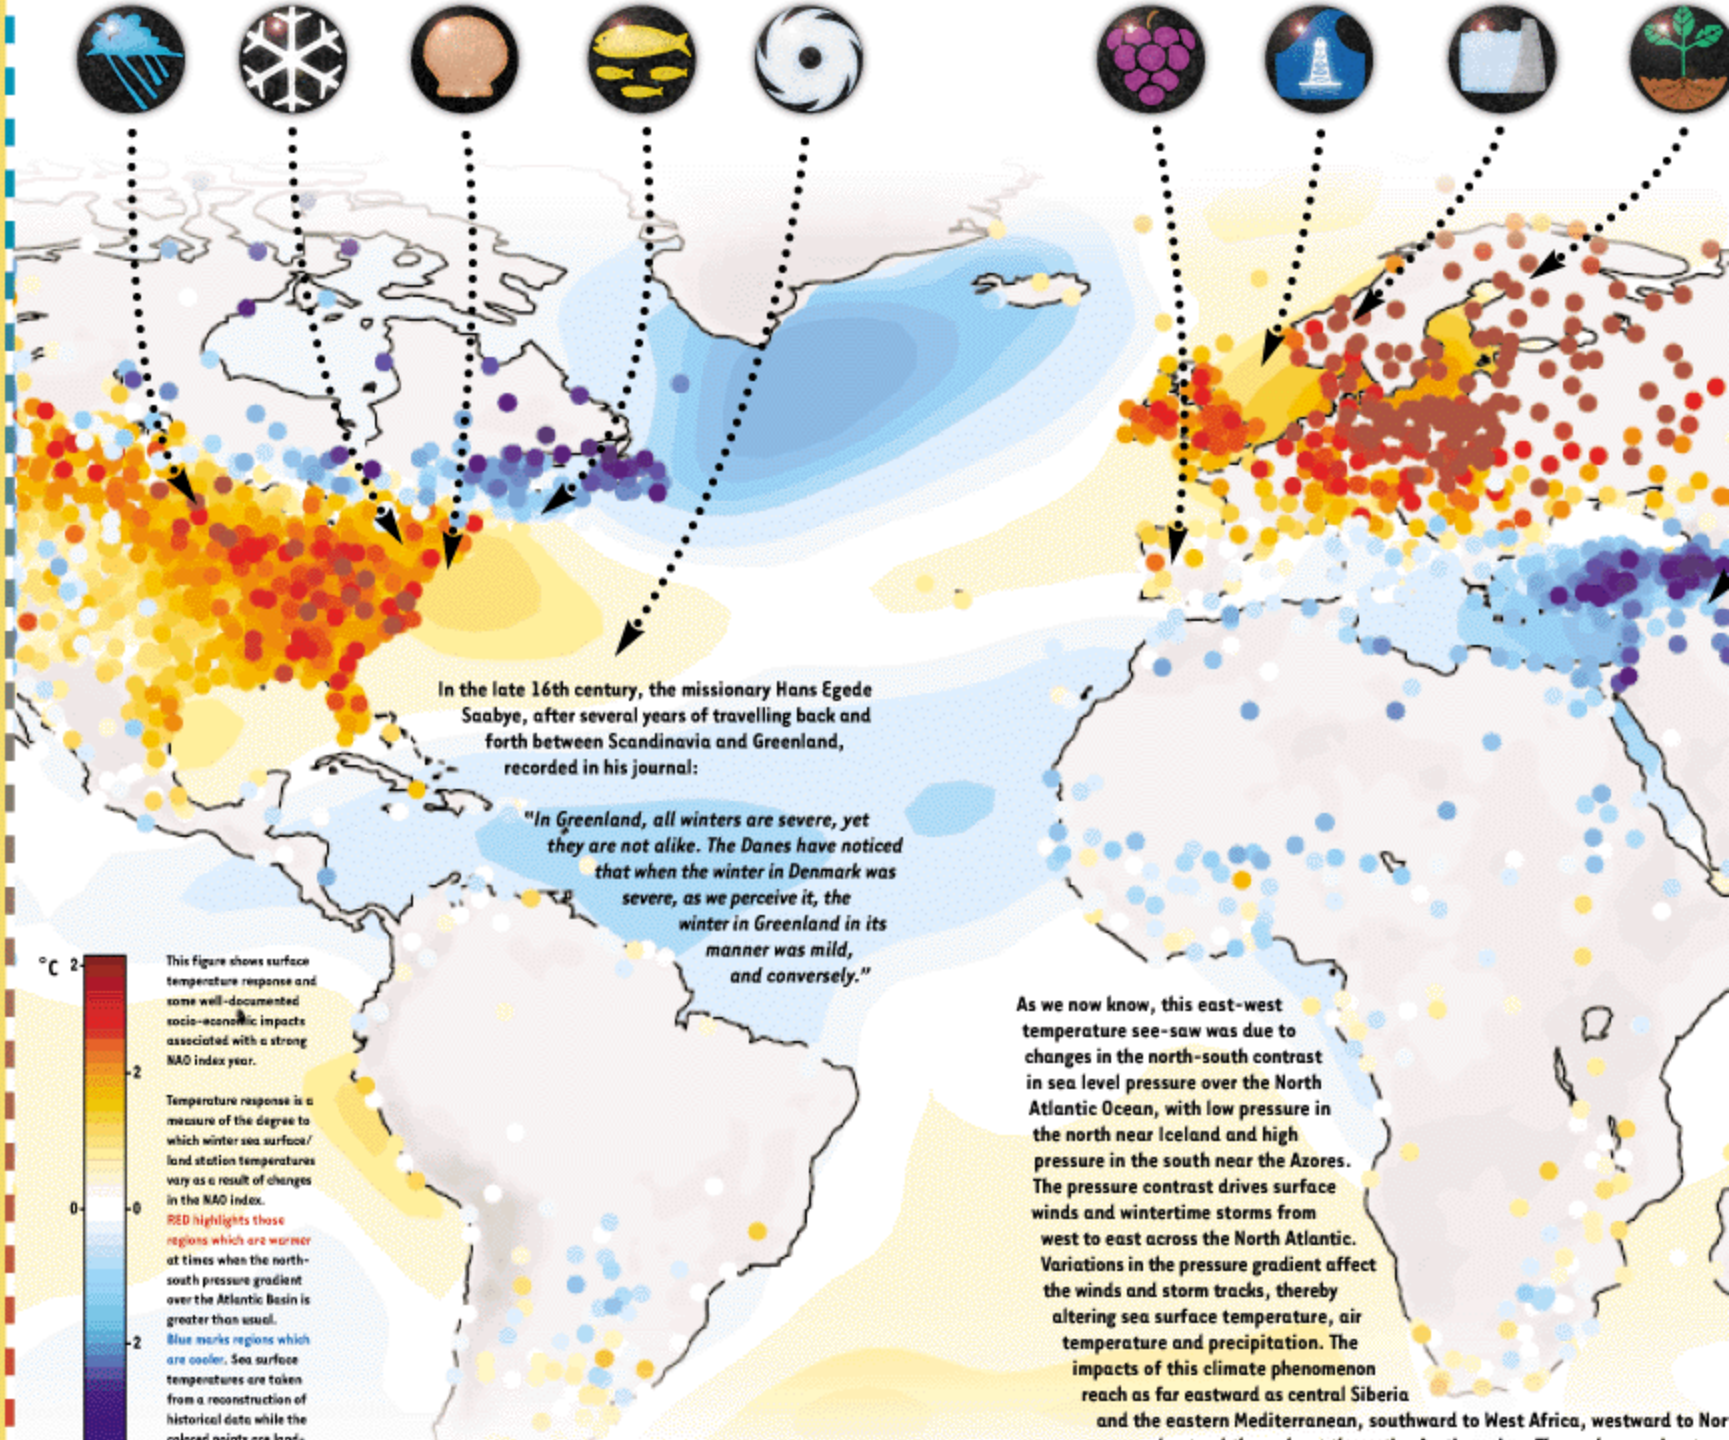 In the late 16th century, the missionary Hans Egede
Saabye, after several years of travelling back and
forth between Scandinavia and Greenland,
recorded in his journal:
"In Greenland, all winters are severe, yet
they are not alike. The Danes have noticed
that when the winter in Denmark was
severe, as we perceive it, the
winter in Greenland in its
manner was mild,
and conversely."
°C
2
2
0
0
2
This figure shows surface
temperature response and
some well-documented
socio-economic impacts
associated with a strong
NAO index year.
Temperature response is a
measure of the degree to
which winter sea surface/
land station temperatures
vary as a result of changes
in the NAO index.
RED highlights those
regions which are warmer
at times when the north-
south pressure gradient
over the Atlantic Basin is
greater than usual.
Blue marks regions which
are cooler. Sea surface
temperatures are taken
from a reconstruction of
historical data while the
colored points are land-
As we now know, this east-west
temperature see-saw was due to
changes in the north-south contrast
in sea level pressure over the North
Atlantic Ocean, with low pressure in
the north near Iceland and high
pressure in the south near the Azores.
The pressure contrast drives surface
winds and wintertime storms from
west to east across the North Atlantic.
Variations in the pressure gradient affect
the winds and storm tracks, thereby
altering sea surface temperature, air
temperature and precipitation. The
impacts of this climate phenomenon
reach as far eastward as central Siberia
and the eastern Mediterranean, southward to West Africa, westward to Nor